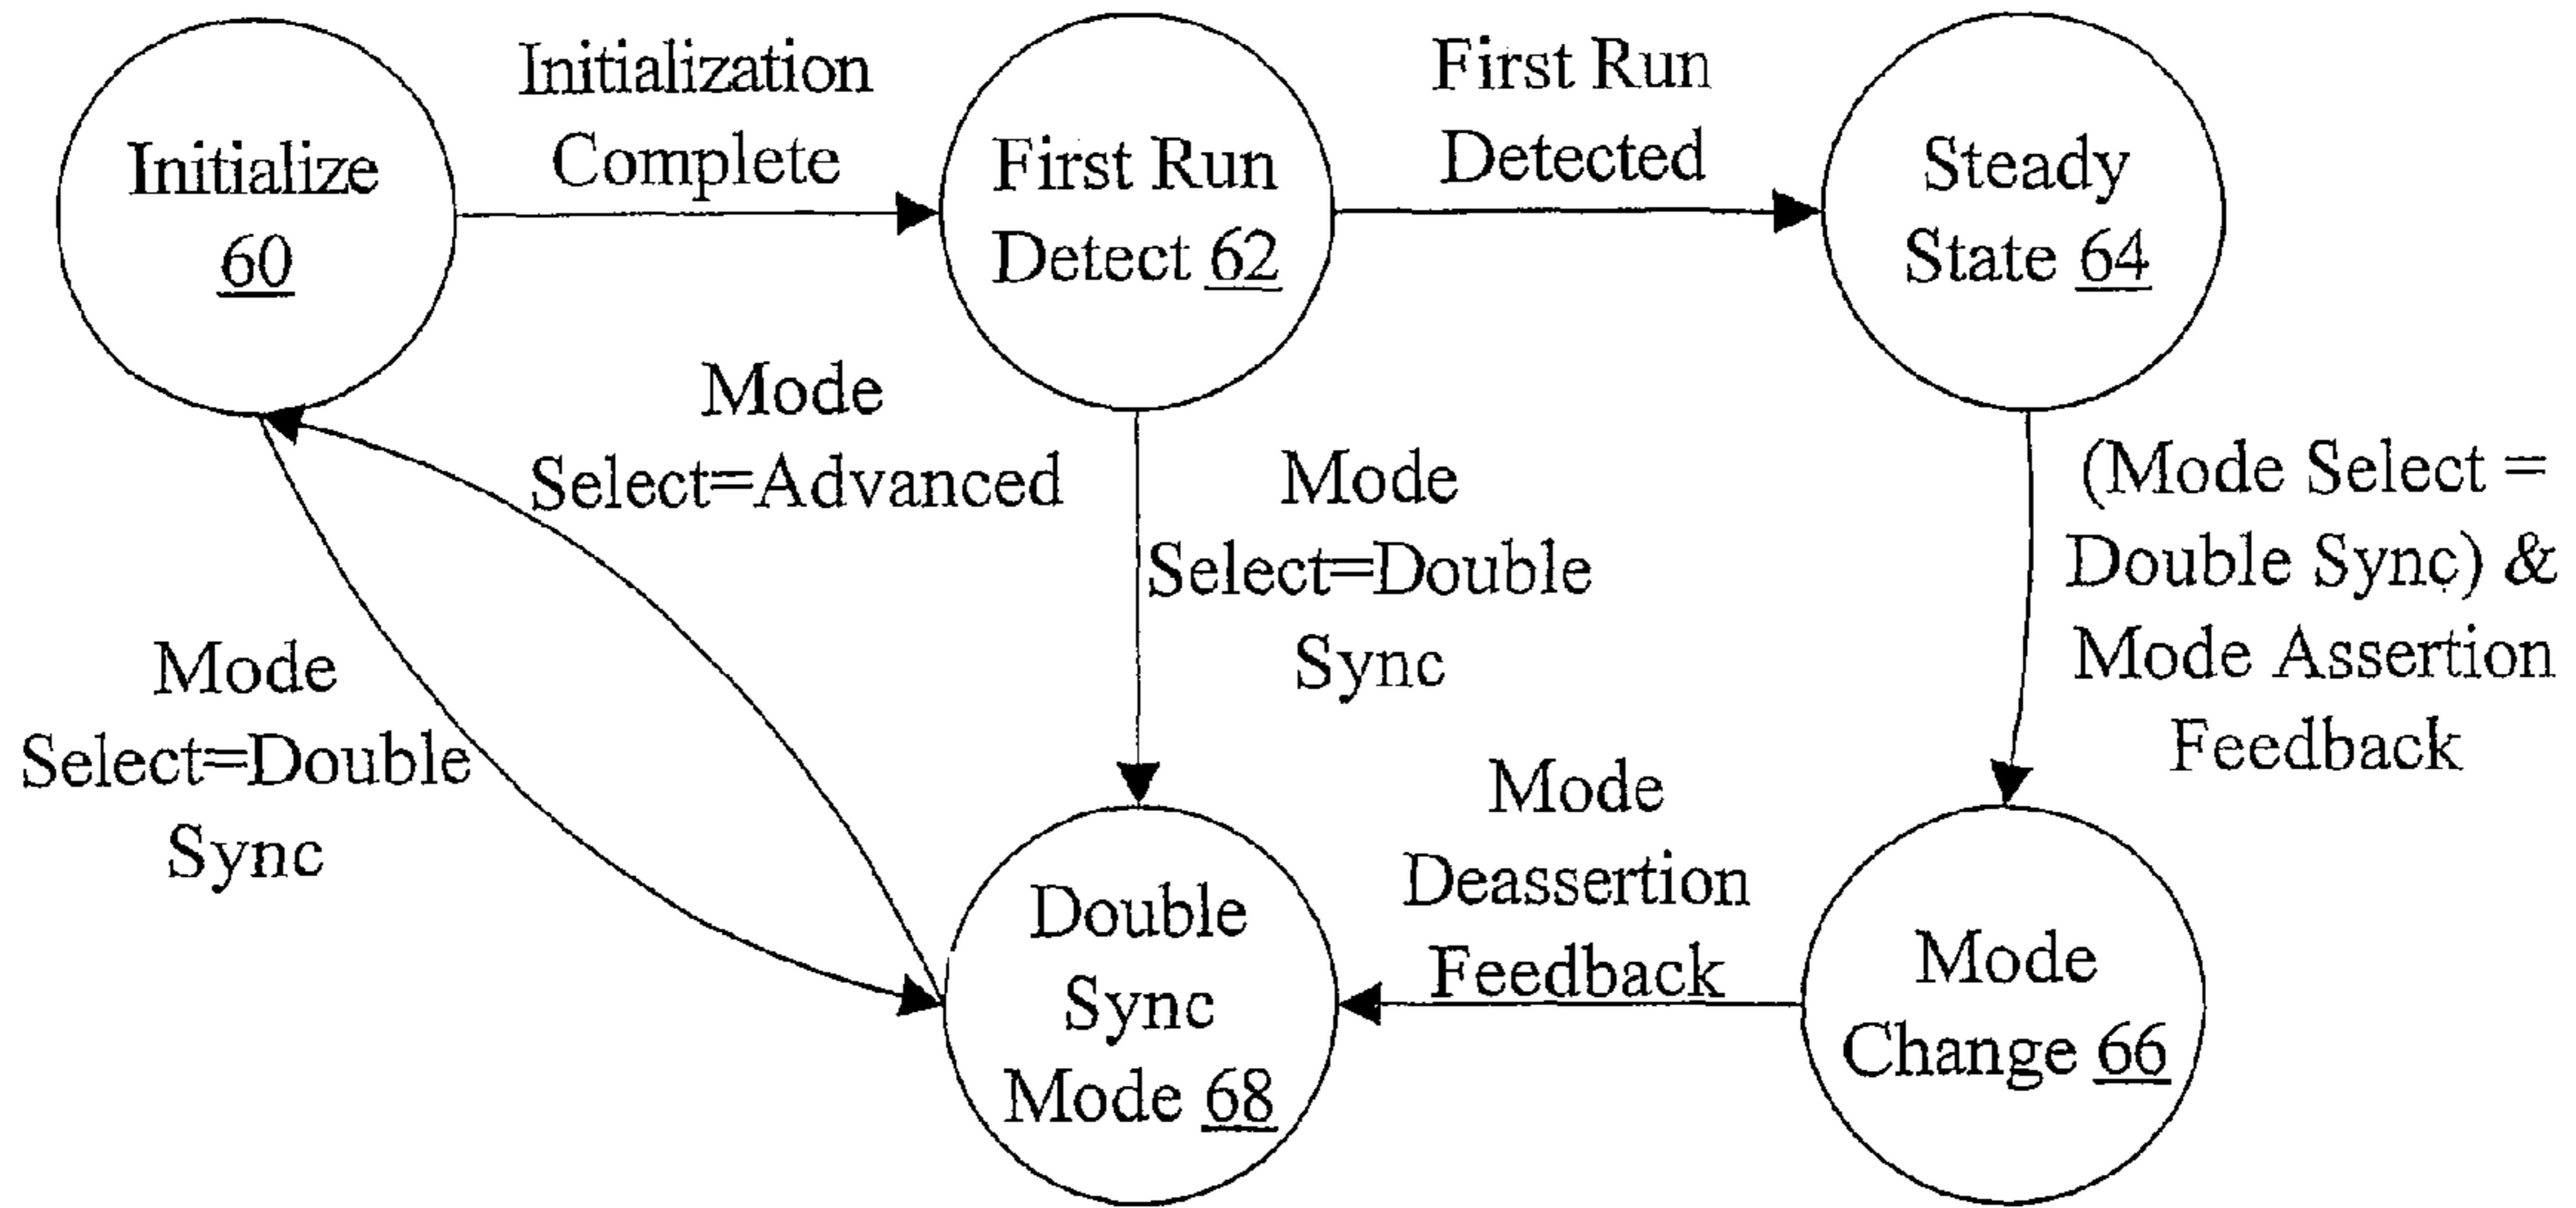 Initialize
60
Initialization
Complete
First Run
Detect 62
First Run
Detected
Steady
State 64
Mode
Select=Advanced
Mode
Select=Double
Sync
(Mode Select =
Double Sync) &
Mode Assertion
Feedback
Mode
Select=Double
Sync
Mode
Deassertion
Feedback
Double
Sync
Mode 68
Mode
Change 66